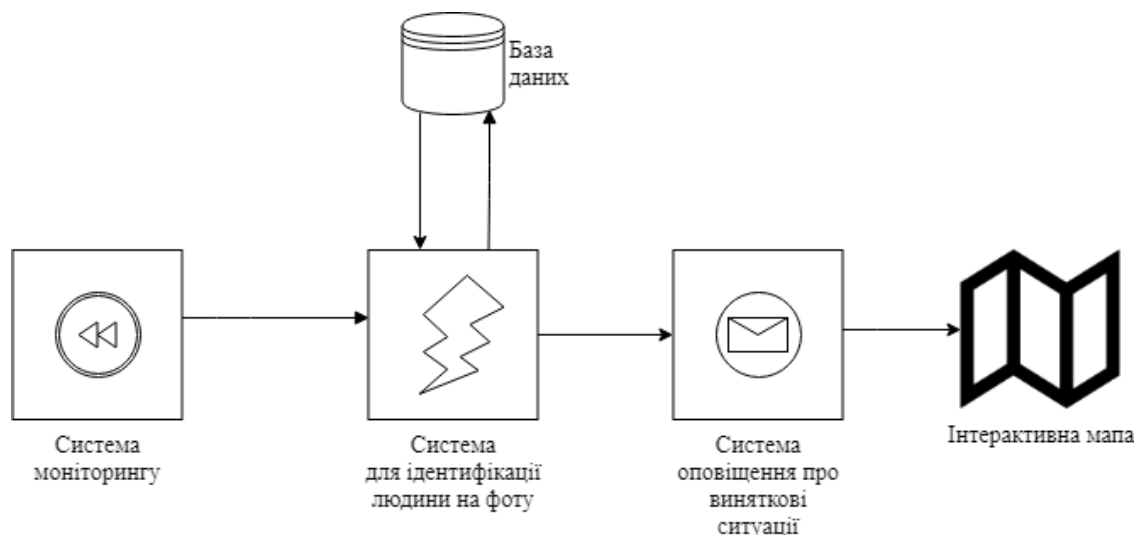 База
даних
Система
моніторингу
Система
для ідентифікації
людини на фоту
Система
оповіщення про
виняткові
ситуації
Інтерактивна мапа